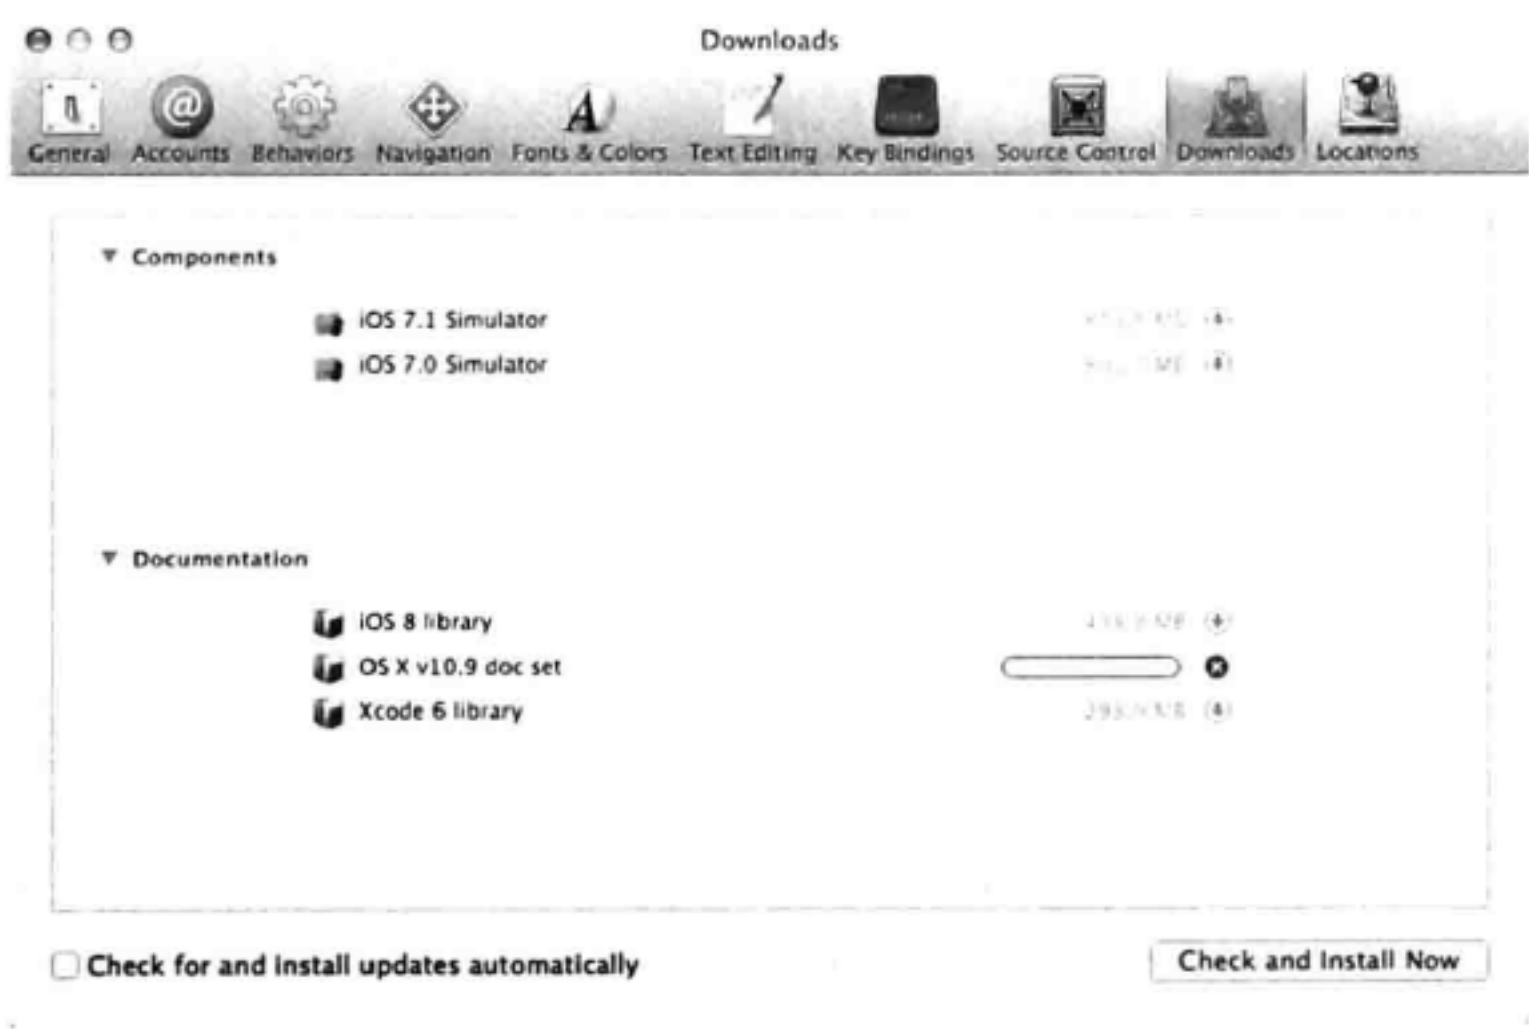 Downloads
General Accounts Behaviors Navigation Fonts & Colors Text Editing Key Bindings Source Control Downloads Locations
Components
iOS 7.1 Simulator
iOS 7.0 Simulator
Documentation
iOS 8 library
OS X v10.9 doc set
Xcode 6 library
Check for and install updates automatically
Check and Install Now